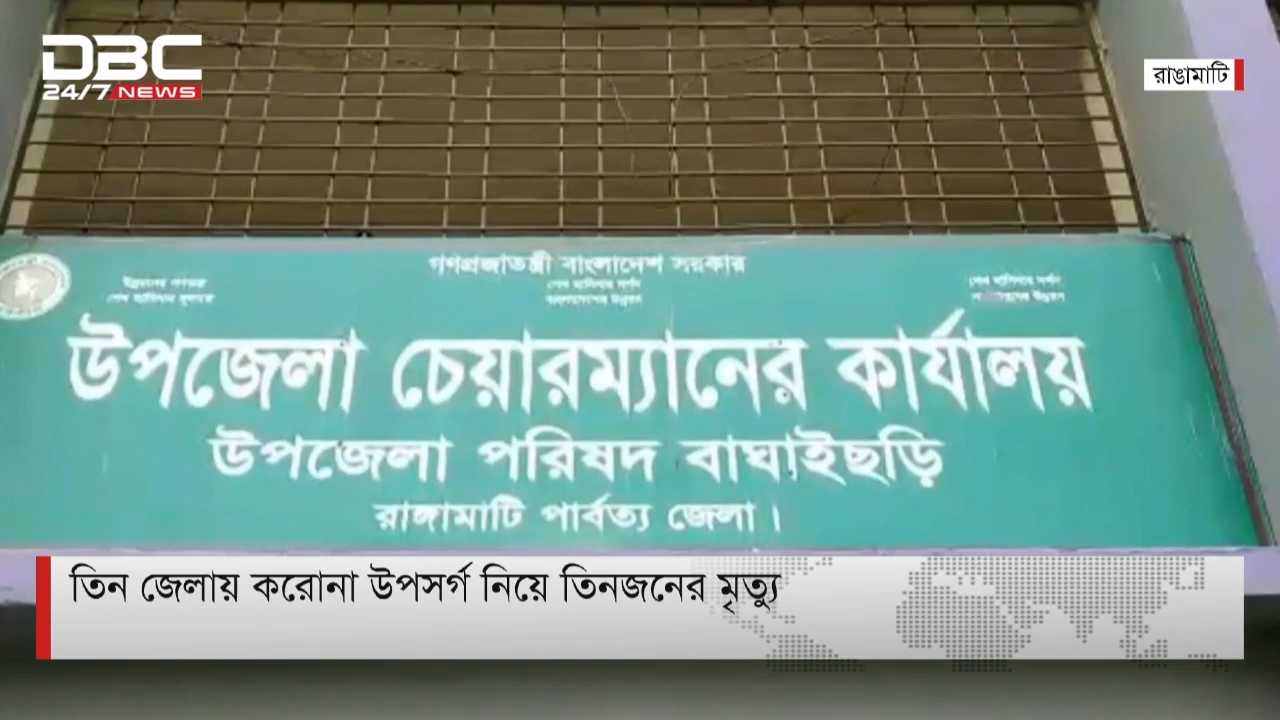 DBC
24/7 NEWS
রাঙামাটি
গণপ্রজাতন্ত্রী বাংলাদেশ সরকার
উপজেলা চেয়ারম্যানের কার্যালয়
উপজেলা পরিষদ বাঘাইছড়ি
রাঙ্গামাটি পার্বত্য জেলা।
তিন জেলায় করোনা উপসর্গ নিয়ে তিনজনের মৃত্যু